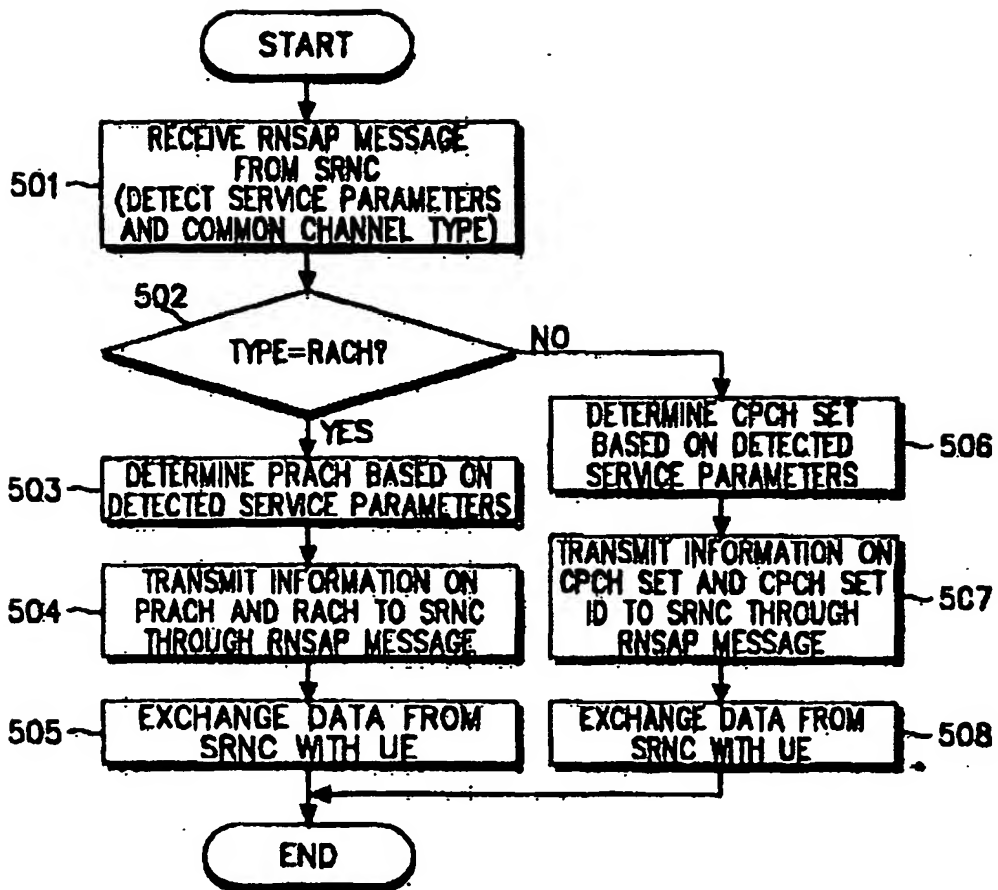 START
RECEIVE RNSAP MESSAGE
FROM SRNC
(DETECT SERVICE PARAMETERS
AND COMMON CHANNEL TYPE)
501
502
TYPE=RACH?
NO
YES
DETERMINE PRACH BASED ON
DETECTED SERVICE PARAMETERS
503
TRANSMIT INFORMATION ON
PRACH AND RACH TO SRNC
THROUGH RNSAP MESSAGE
504
EXCHANGE DATA FROM
SRNC WITH UE
505
DETERMINE CPCH SET
BASED ON DETECTED
SERVICE PARAMETERS
506
TRANSMIT INFORMATION ON
CPCH SET AND CPCH SET
ID TO SRNC THROUGH
RNSAP MESSAGE
507
EXCHANGE DATA FROM
SRNC WITH UE
508
END